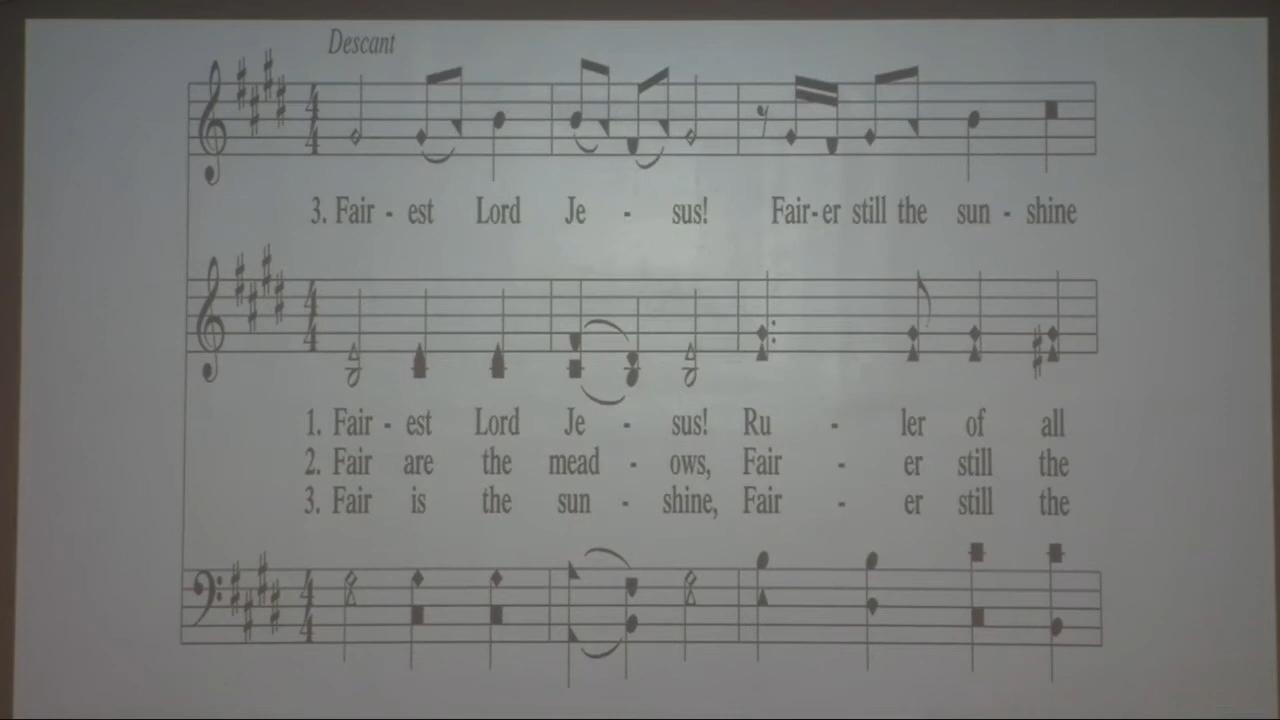 Descant
3. Fair - est Lord Je - sus! Fair-er still the sun - shine
1. Fair - est Lord Je - sus! Ru - ler of all
2. Fair are the mead - ows, Fair - er still the
3. Fair is the sun - shine, Fair - er still the